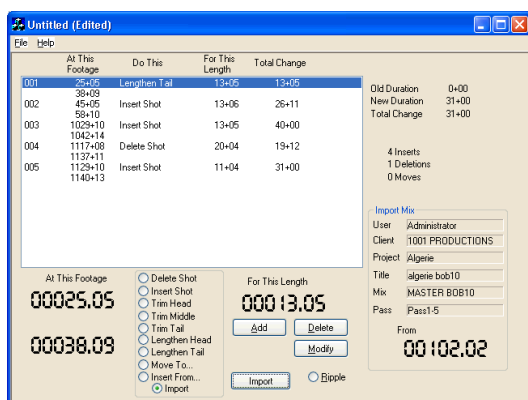 Untitled (Edited)
File Help
At This Footage Do This For This Length Total Change
001 25+05 Lengthen Tail 13+05 13+05
38+09
002 45+05 Insert Shot 13+06 26+11
58+10
003 1029+10 Insert Shot 13+05 40+00
1042+14
004 1117+08 Delete Shot 20+04 19+12
1137+11
005 1129+10 Insert Shot 11+04 31+00
1140+13
Old Duration 0+00
New Duration 31+00
Total Change 31+00
4 Inserts
1 Deletions
0 Moves
Import Mix
User Administrator
Client 1001 PRODUCTIONS
Project Algerie
Title algerie bob10
Mix MASTER BOB10
Pass Pass1-5
From
00102.02
At This Footage
00025.05
00038.09
Delete Shot
Insert Shot
Trim Head
Trim Middle
Trim Tail
Lengthen Head
Lengthen Tail
Move To...
Insert From...
Import
For This Length
00013.05
Add Delete
Modify
Import Ripple